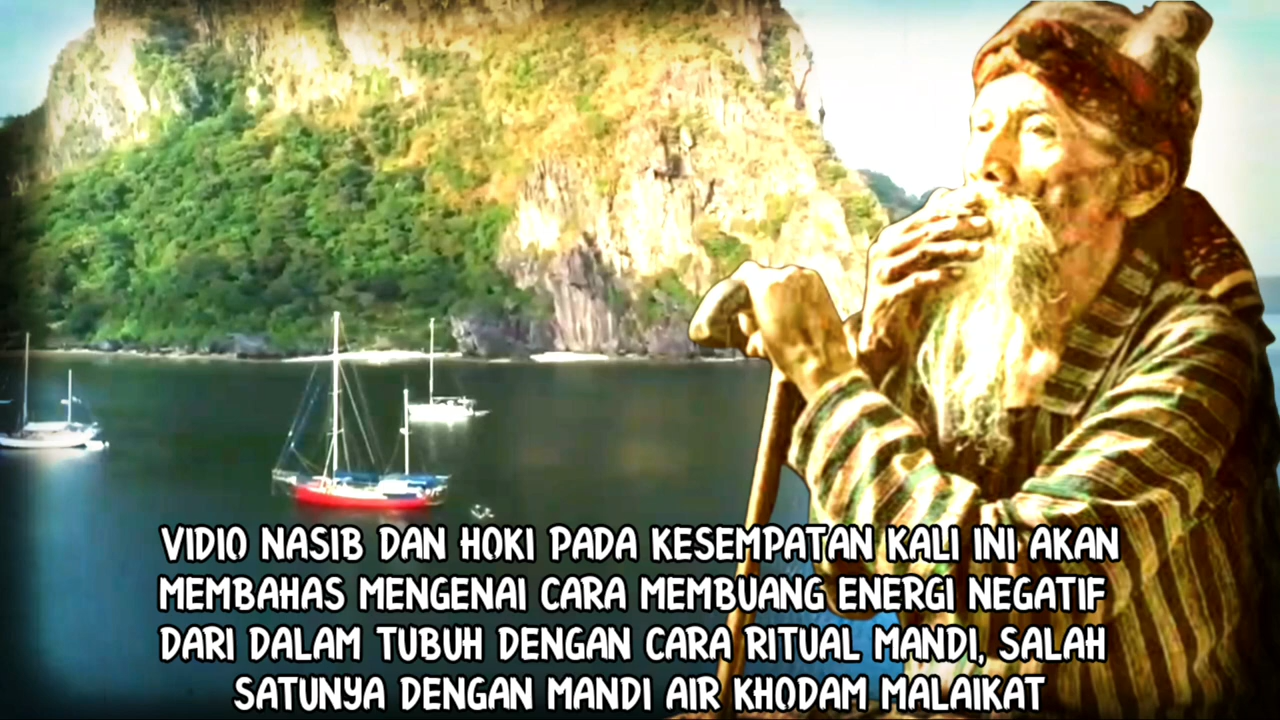 VIDIO NASIB DAN HOKI PADA KESEMPATAN KALI INI AKAN
MEMBAHAS MENGENAI CARA MEMBUANG ENERGI NEGATIF
DARI DALAM TUBUH DENGAN CARA RITUAL MANDI, SALAH
SATUNYA DENGAN MANDI AIR KHODAM MALAIKAT